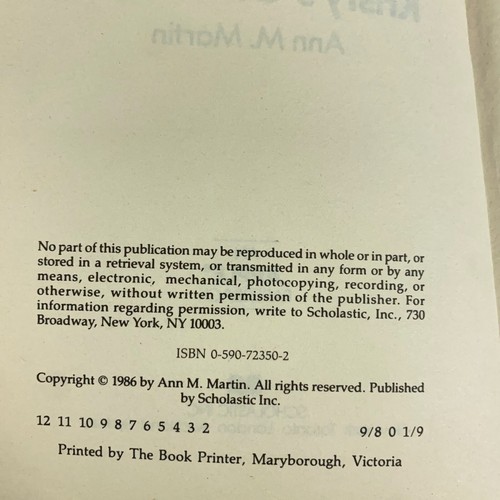 Ann M. Martin
No part of this publication may be reproduced in whole or in part, or
stored in a retrieval system, or transmitted in any form or by any
means, electronic, mechanical, photocopying, recording, or
otherwise, without written permission of the publisher. For
information regarding permission, write to Scholastic, Inc., 730
Broadway, New York, NY 10003.
ISBN 0-590-72350-2
Copyright © 1986 by Ann M. Martin. All rights reserved. Published
by Scholastic Inc.
12 11 10 9 8 7 6 5 4 3 2 9/8 0 1/9
Printed by The Book Printer, Maryborough, Victoria